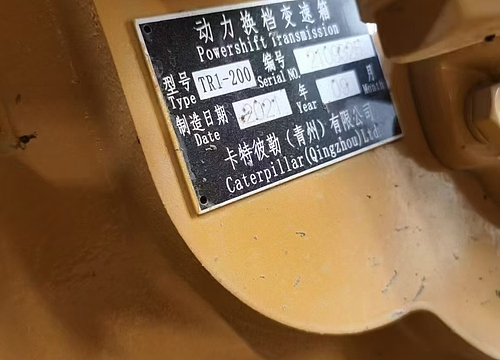 动力换档变速箱
Powershift Transmission
型号 TR1-200 编号
Type Serial NO.
制造日期 2021 年 月
Date Year Month
卡特彼勒（青州）有限公司
Caterpillar(Qingzhou)Ltd